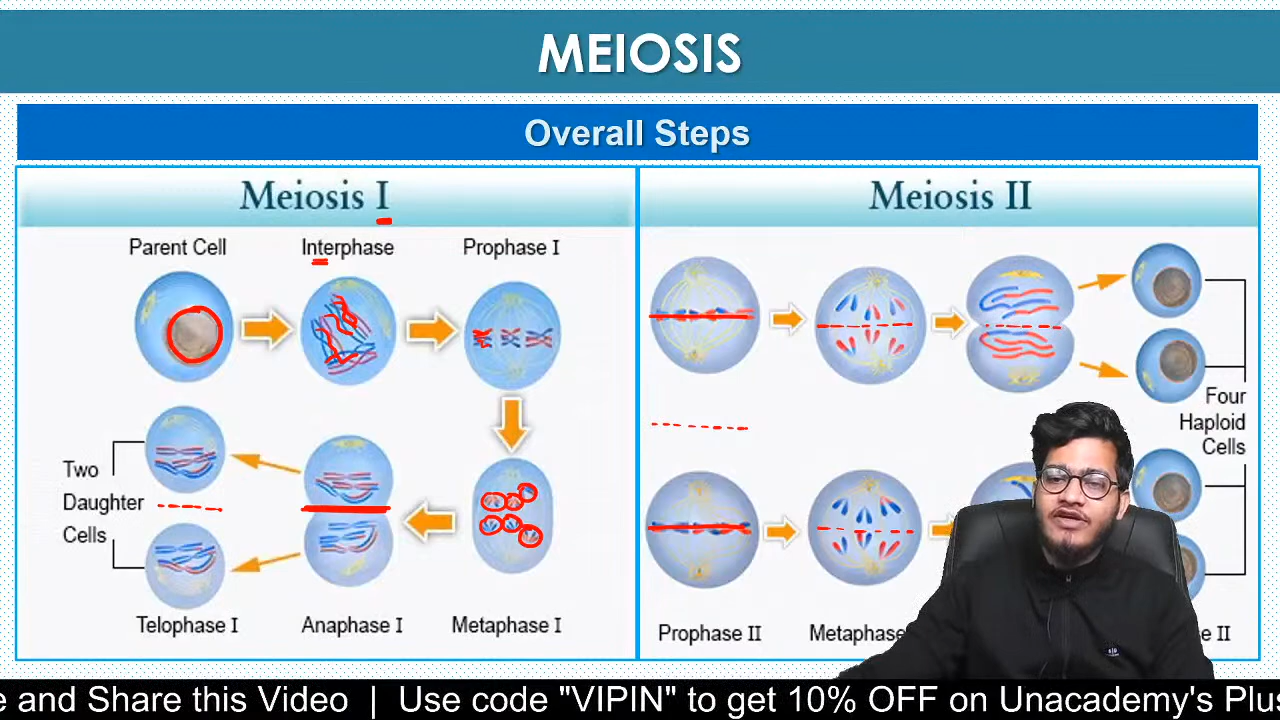 MEIOSIS
Overall Steps
Meiosis I
Parent Cell
Interphase
Prophase I
Two
Daughter
Cells
Telophase I
Anaphase I
Metaphase I
Meiosis II
Four
Haploid
Cells
Prophase II
Metaphase
e II
e and Share this Video | Use code "VIPIN" to get 10% OFF on Unacademy's Plus